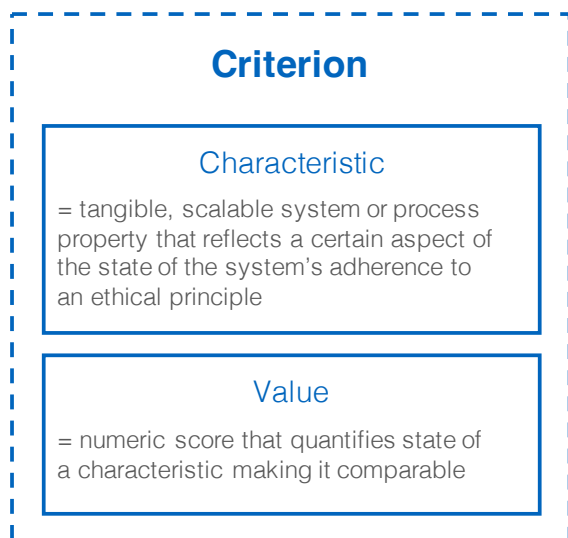 Criterion
Characteristic
= tangible, scalable system or process
property that reflects a certain aspect of
the state of the system's adherence to
an ethical principle
Value
= numeric score that quantifies state of
a characteristic making it comparable